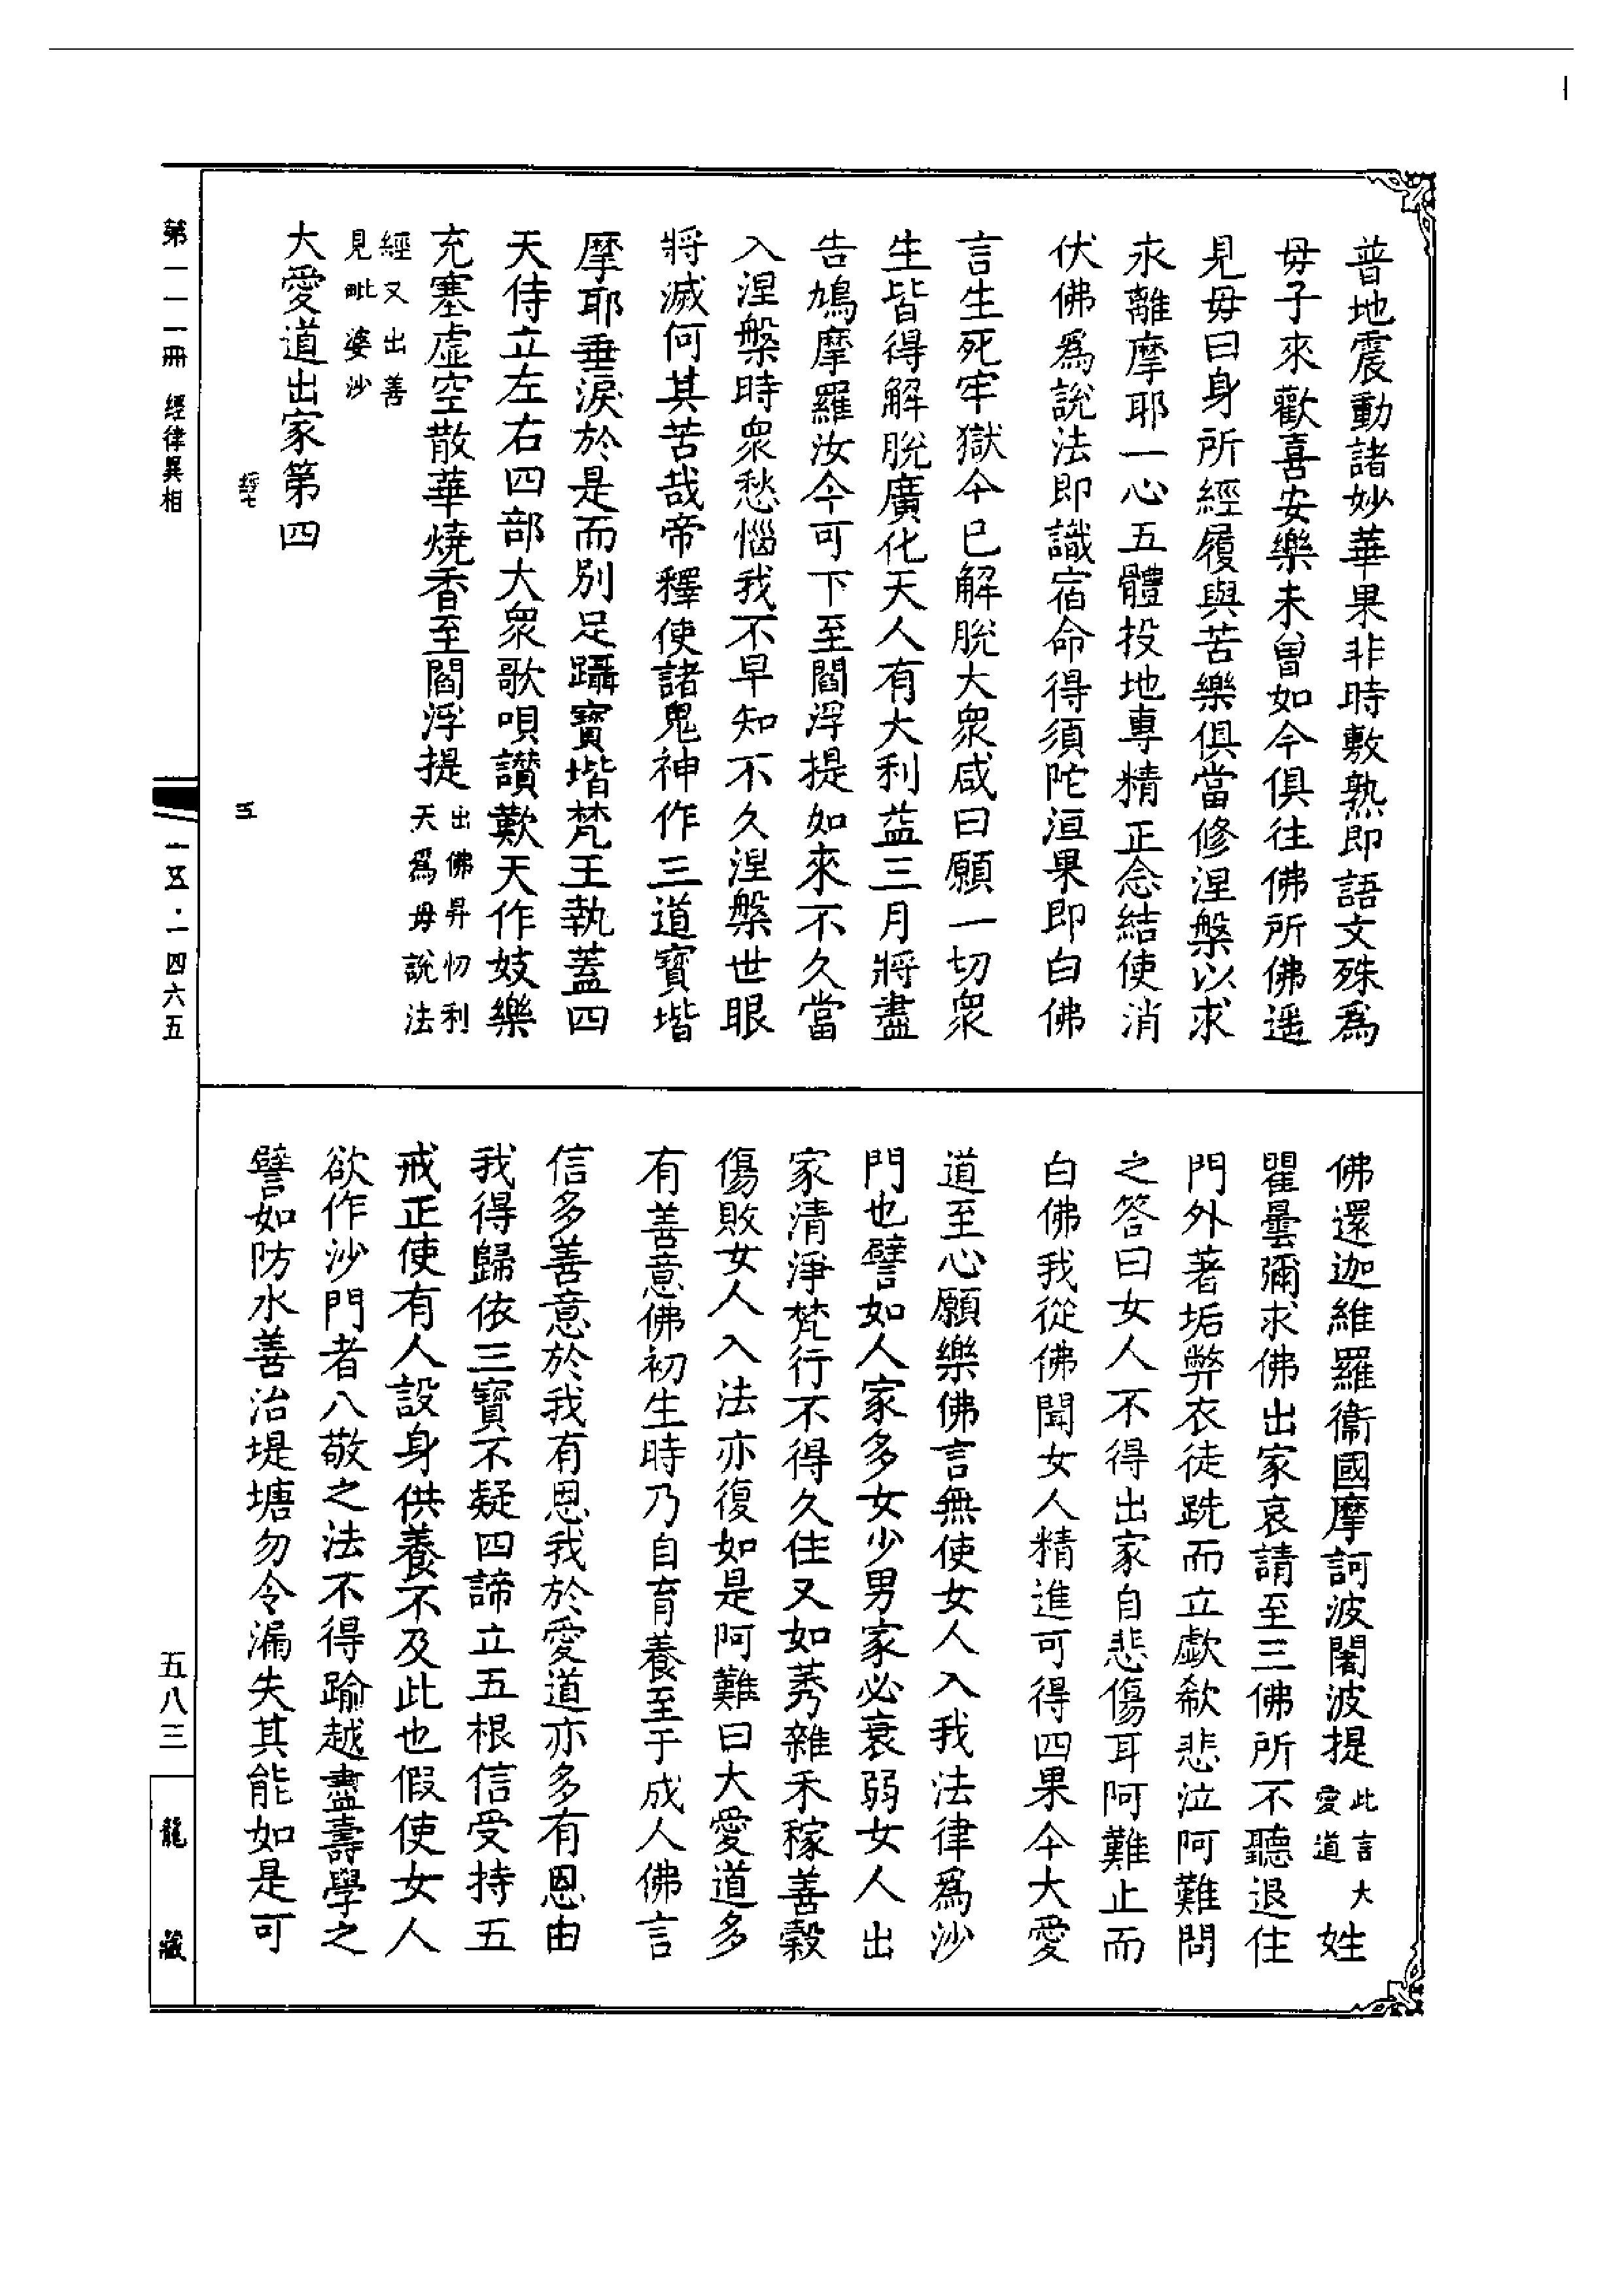 普地震動諸妙華果非時敷熟即語文殊爲
母子來歡喜安樂未曾如今俱往佛所佛遥
見母曰身所經履與苦樂俱當修涅槃以求
永離摩耶一心五體投地專精正念結使消
伏佛爲說法即識宿命得須陀洹果即白佛
言生死牢獄今已解脫大衆咸曰願一切衆
生皆得解脫廣化天人有大利益三月將盡
告鳩摩羅汝今可下至閻浮提如來不久當
入涅槃時衆愁惱我不早知不久涅槃世眼
將滅何其苦哉帝釋使諸鬼神作三道寶堦
摩耶垂淚於是而別足躡寶堦梵王執蓋四
天侍立左右四部大衆歌唄讃歎天作妓樂
充塞虛空散華燒香至閻浮提出佛昇忉利
天爲母說法
經又出善
見毗婆沙
大愛道出家第四
經七
五
佛還迦維羅衞國摩訶波闍波提此言大
愛道
姓
瞿曇彌求佛出家哀請至三佛所不聽退住
門外著垢弊衣徒跣而立歔欷悲泣阿難問
之答曰女人不得出家自悲傷耳阿難止而
白佛我從佛聞女人精進可得四果今大愛
道至心願樂佛言無使女人入我法律爲沙
門也譬如人家多女少男家必衰弱女人出
家清淨梵行不得久住又如莠雜禾稼善穀
傷敗女人入法亦復如是阿難曰大愛道多
有善意佛初生時乃自育養至于成人佛言
信多善意於我有恩我於愛道亦多有恩由
我得歸依三寶不疑四諦立五根信受持五
戒正使有人設身供養不及此也假使女人
欲作沙門者八敬之法不得踰越盡壽學之
譬如防水善治堤塘勿令漏失其能如是可
第一一一冊 經律異相
一五·一四六五
五八三
龍藏